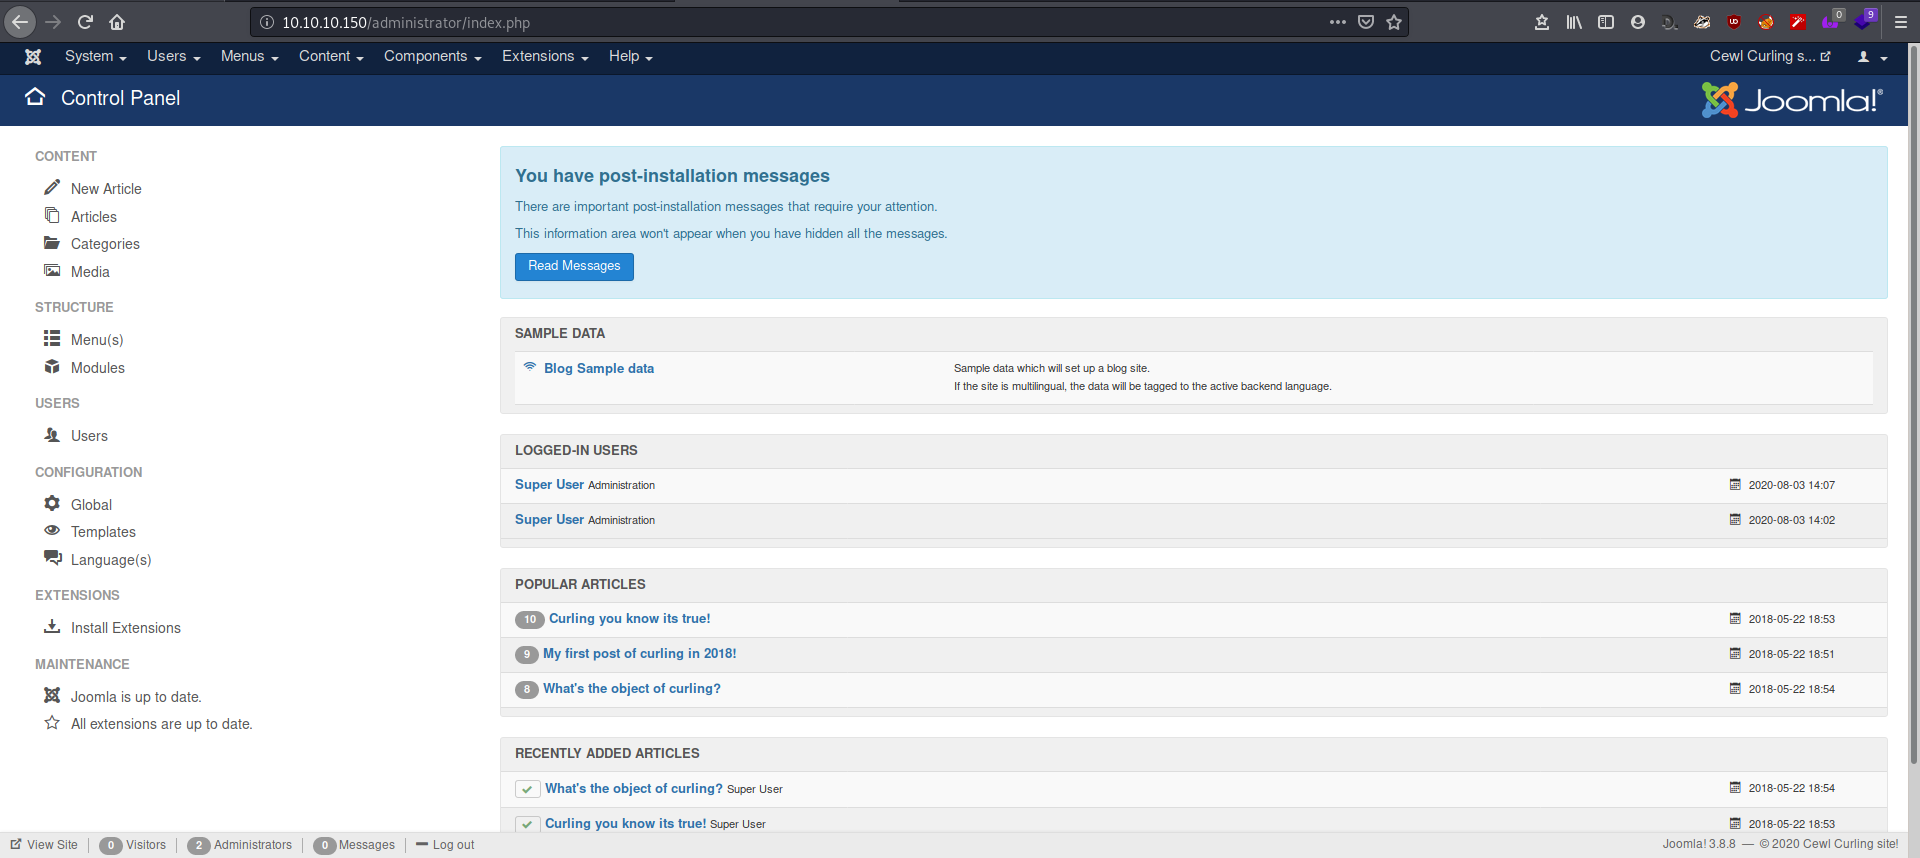 10.10.10.150/administrator/index.php
0
9
System Users Menus Content Components Extensions Help Cewl Curling s...
Control Panel
Joomla!®
CONTENT
New Article
Articles
Categories
Media
STRUCTURE
Menu(s)
Modules
USERS
Users
CONFIGURATION
Global
Templates
Language(s)
EXTENSIONS
Install Extensions
MAINTENANCE
Joomla is up to date.
All extensions are up to date.
You have post-installation messages
There are important post-installation messages that require your attention.
This information area won't appear when you have hidden all the messages.
Read Messages
SAMPLE DATA
Blog Sample data
Sample data which will set up a blog site.
If the site is multilingual, the data will be tagged to the active backend language.
LOGGED-IN USERS
Super User Administration 2020-08-03 14:07
Super User Administration 2020-08-03 14:02
POPULAR ARTICLES
10 Curling you know its true! 2018-05-22 18:53
9 My first post of curling in 2018! 2018-05-22 18:51
8 What's the object of curling? 2018-05-22 18:54
RECENTLY ADDED ARTICLES
What's the object of curling? Super User 2018-05-22 18:54
Curling you know its true! Super User 2018-05-22 18:53
View Site 0 Visitors 2 Administrators 0 Messages Log out
Joomla! 3.8.8 — © 2020 Cewl Curling site!